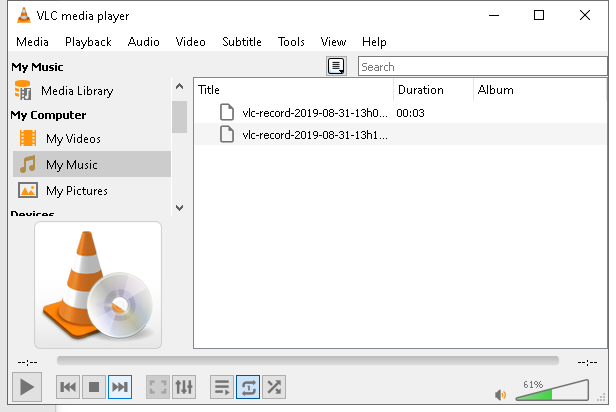 VLC media player
Media Playback Audio Video Subtitle Tools View Help
My Music
Search
Media Library
My Computer
My Videos
My Music
My Pictures
Title Duration Album
vlc-record-2019-08-31-13h0... 00:03
vlc-record-2019-08-31-13h1...
Devices
--:-- --:--
61%